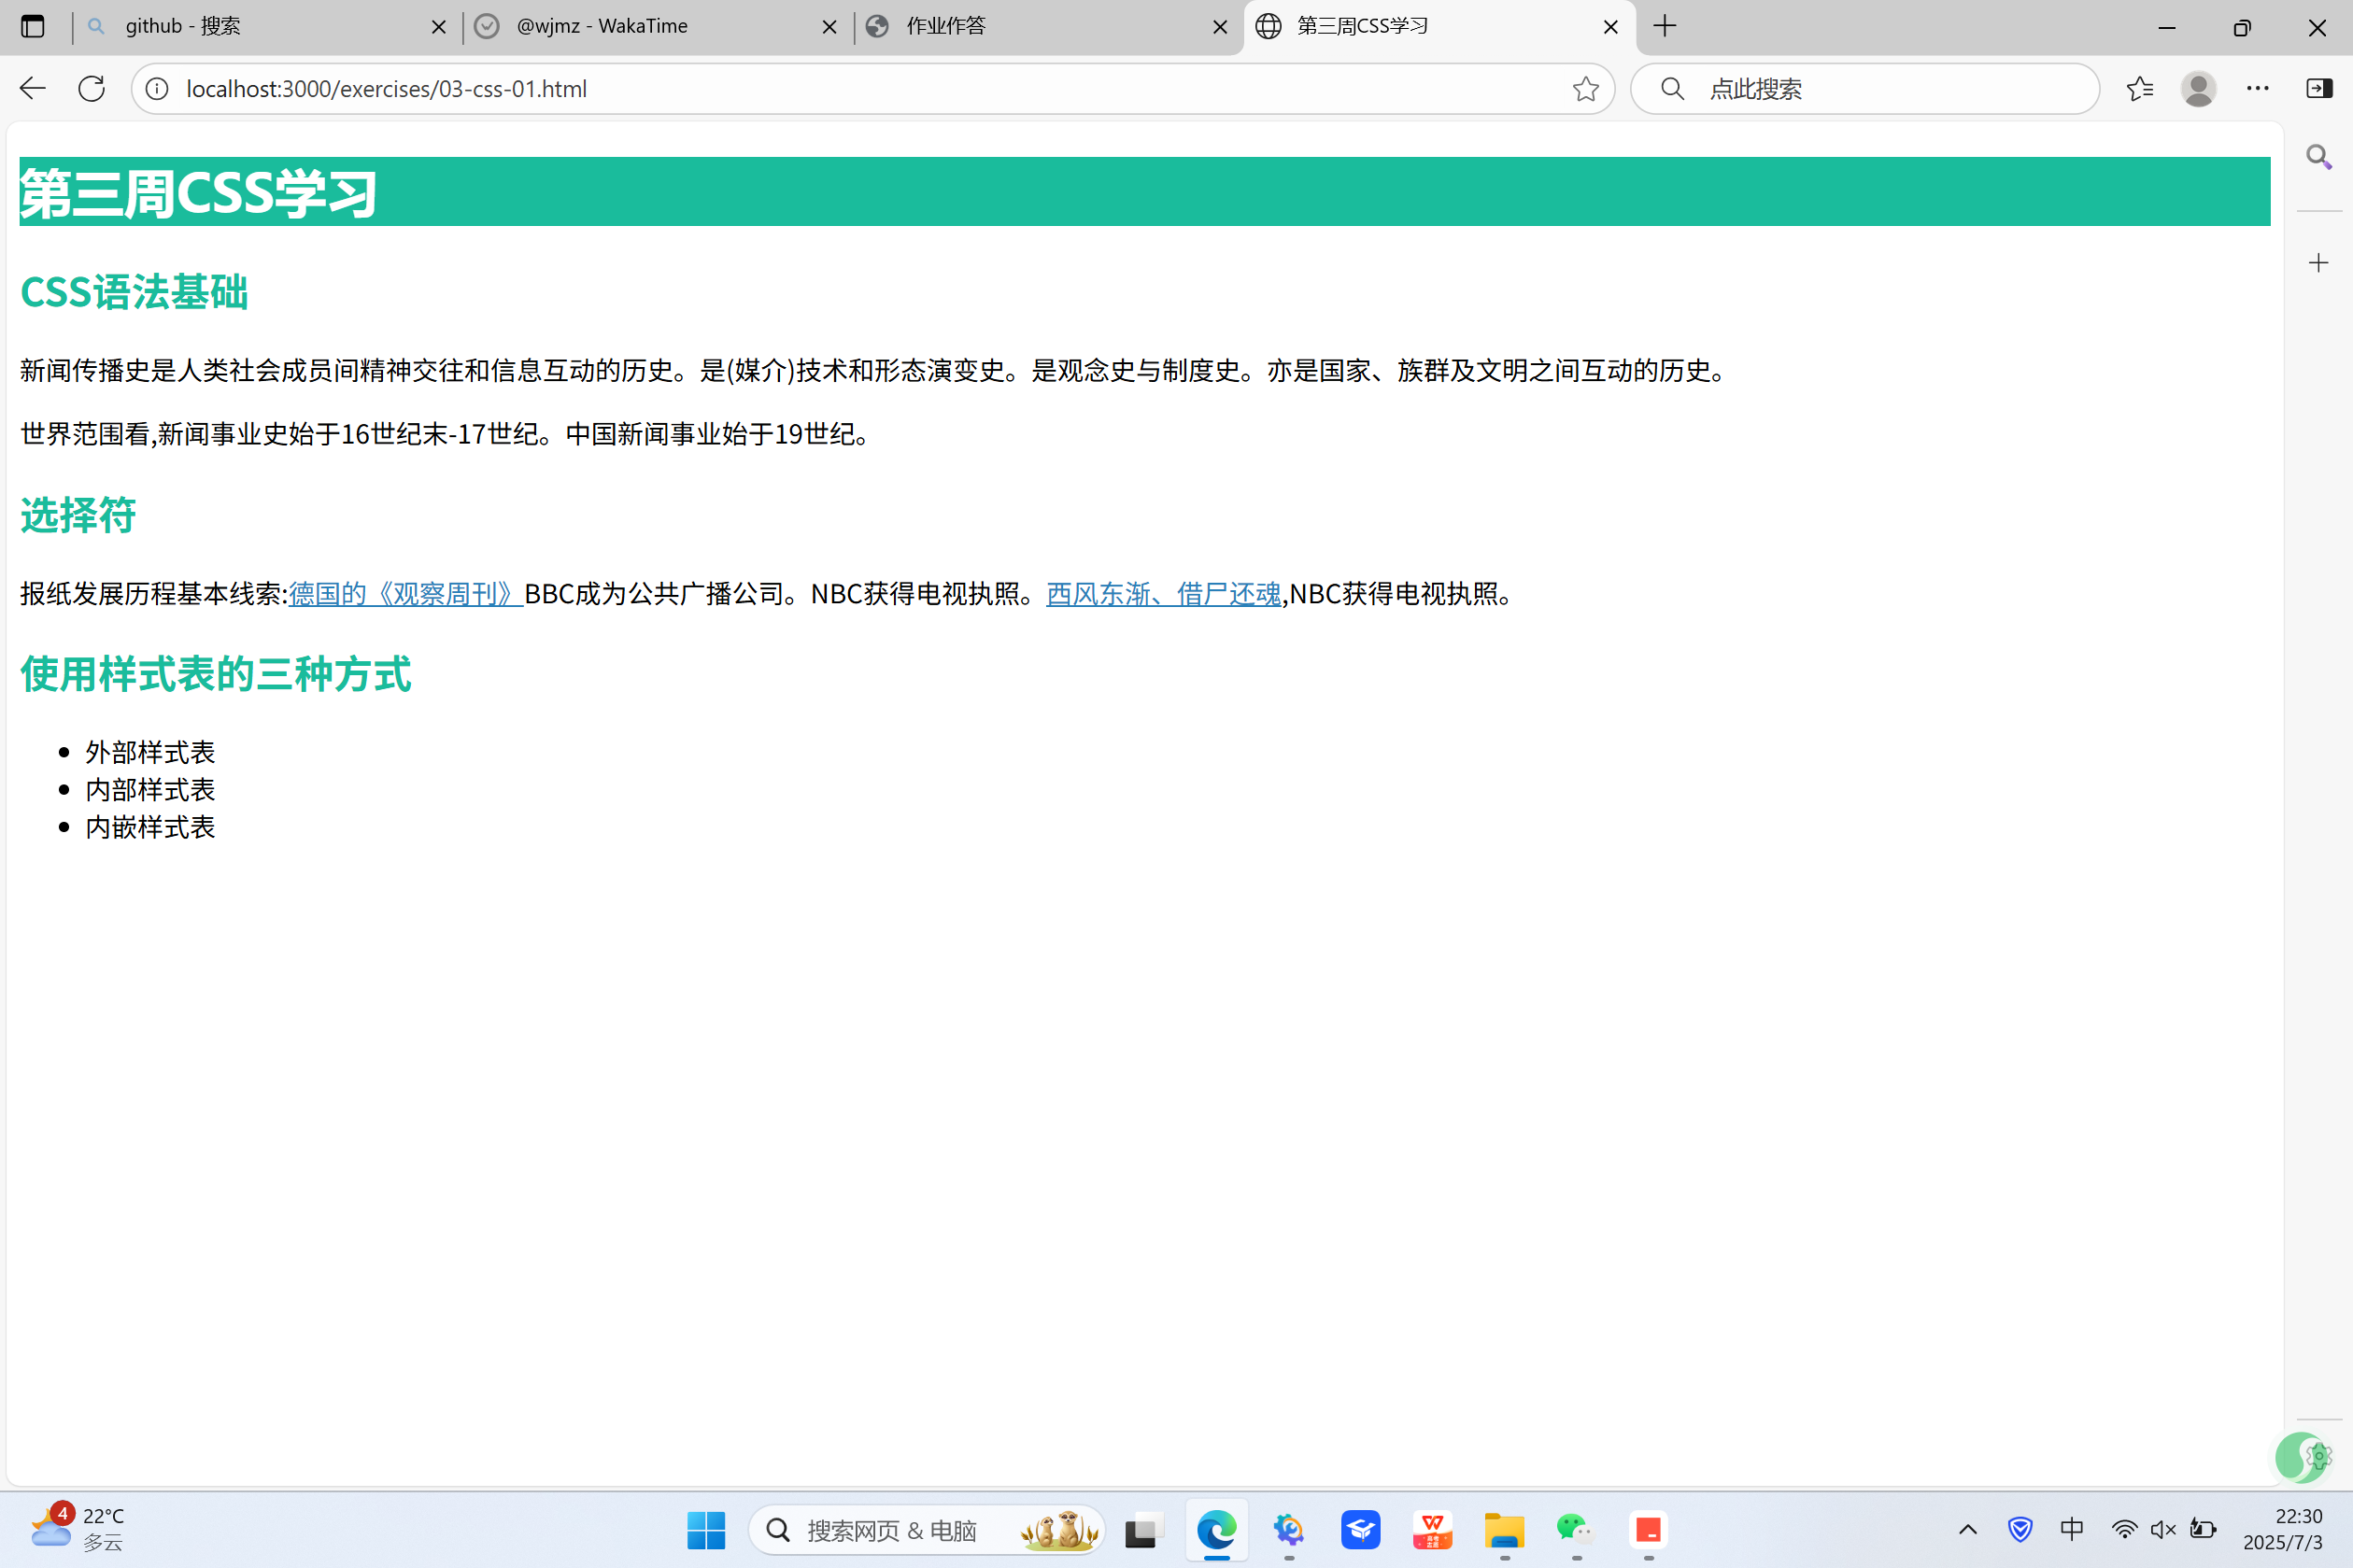 github - 搜索
@wjmz - WakaTime
作业作答
第三周CSS学习
localhost:3000/exercises/03-css-01.html
点此搜索
第三周CSS学习
CSS语法基础
新闻传播史是人类社会成员间精神交往和信息互动的历史。是(媒介)技术和形态演变史。是观念史与制度史。亦是国家、族群及文明之间互动的历史。
世界范围看,新闻事业史始于16世纪末-17世纪。中国新闻事业始于19世纪。
选择符
报纸发展历程基本线索:德国的《观察周刊》BBC成为公共广播公司。NBC获得电视执照。西风东渐、借尸还魂,NBC获得电视执照。
使用样式表的三种方式
外部样式表
内部样式表
内嵌样式表
4
22°C
多云
搜索网页 & 电脑
中
22:30
2025/7/3